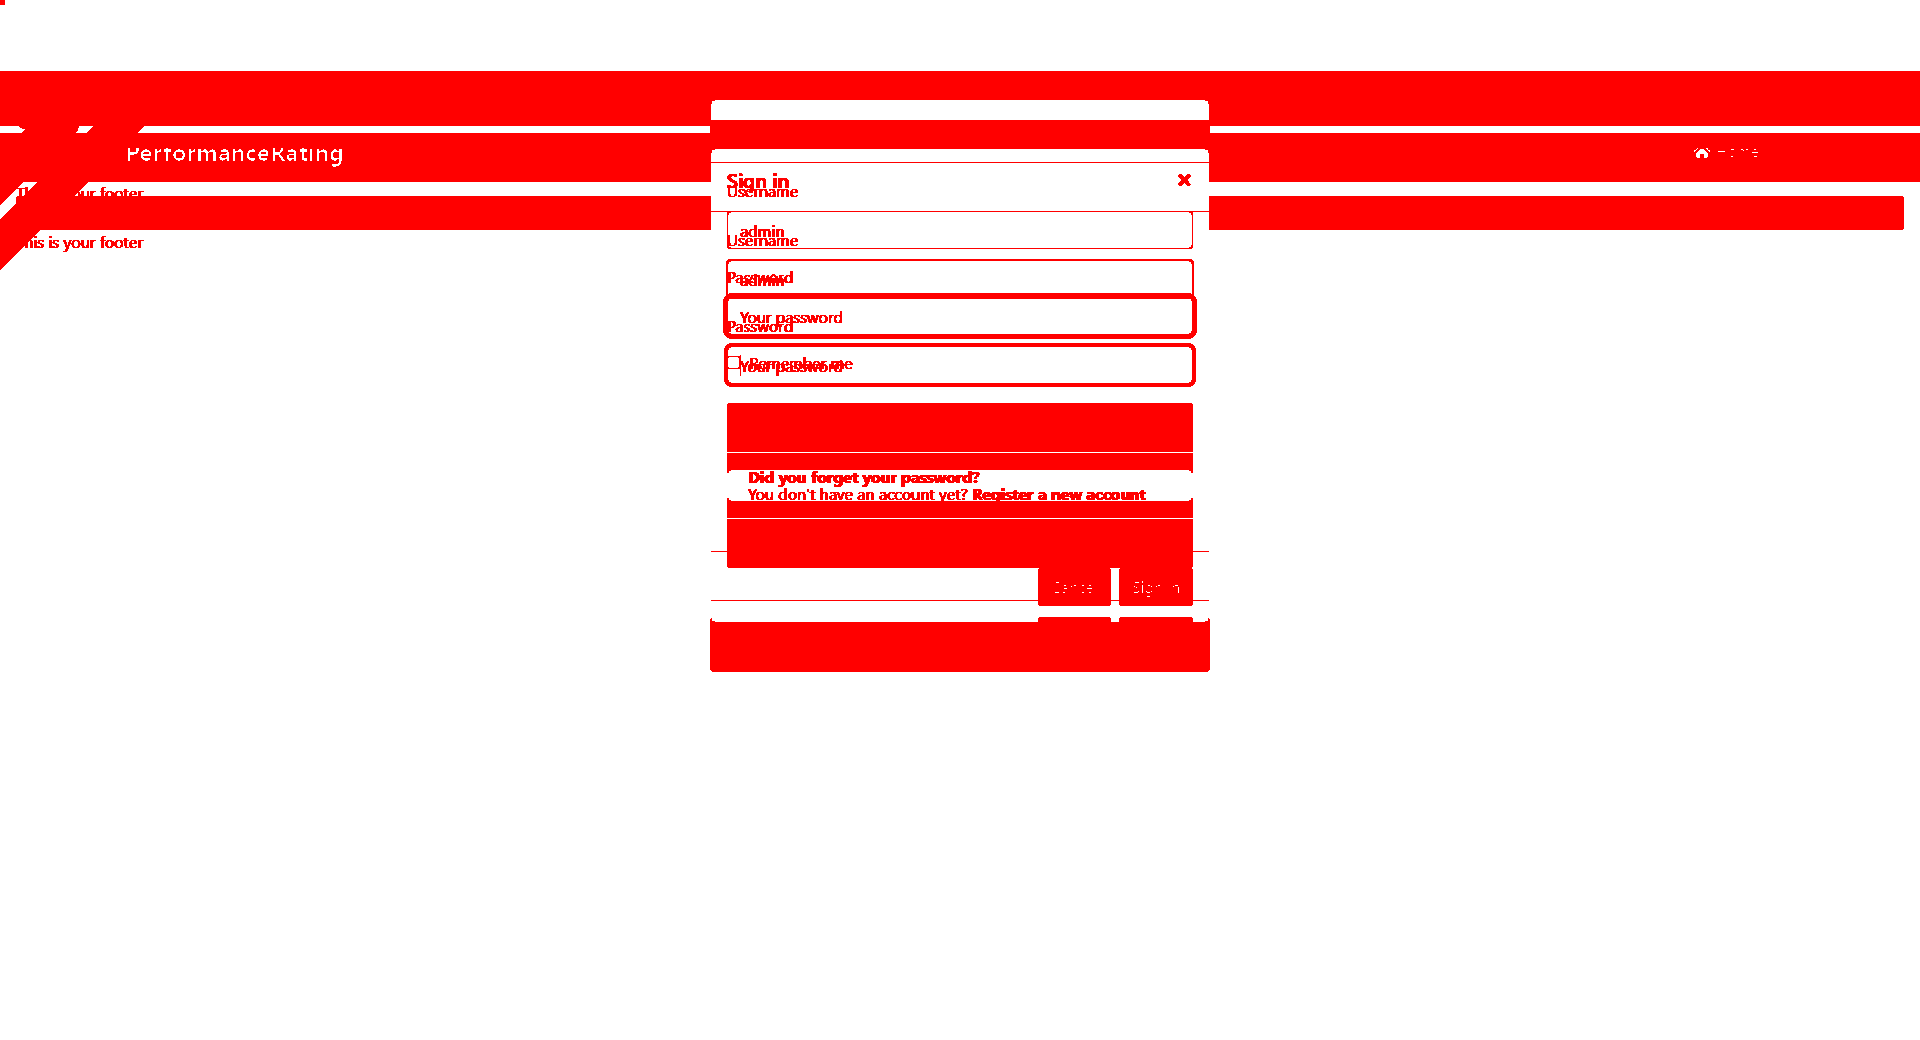 PerformanceRating
Home
Sign in
Username
your footer
admin
Username
This is your footer
Password
admin
Your password
Password
Remember me
Your password
Did you forget your password?
You don't have an account yet? Register a new account
Cancel
Sign in